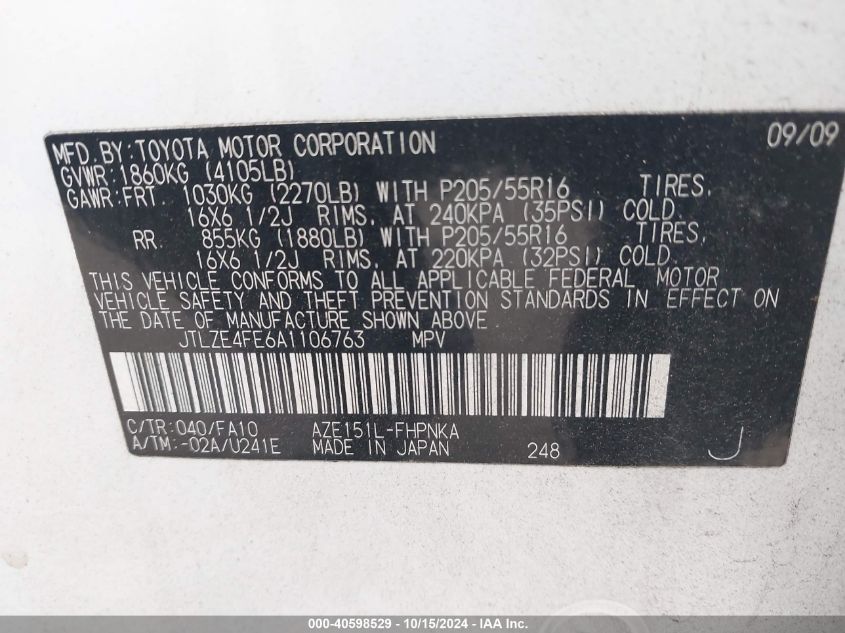 MFD. BY: TOYOTA MOTOR CORPORATION 09/09
GVWR: 1860KG (4105LB)
GAWR: FRT. 1030KG (2270LB) WITH P205/55R16 TIRES,
16X6 1/2J RIMS, AT 240KPA (35PSI) COLD.
RR. 855KG (1880LB) WITH P205/55R16 TIRES,
16X6 1/2J RIMS, AT 220KPA (32PSI) COLD.
THIS VEHICLE CONFORMS TO ALL APPLICABLE FEDERAL MOTOR
VEHICLE SAFETY AND THEFT PREVENTION STANDARDS IN EFFECT ON
THE DATE OF MANUFACTURE SHOWN ABOVE
JTLZE4FE6A1106763 MPV
C/TR: 040/FA10 AZE151L-FHPNKA
A/TM: -02A/U241E MADE IN JAPAN 248 J
000-40598529 - 10/15/2024 - IAA Inc.